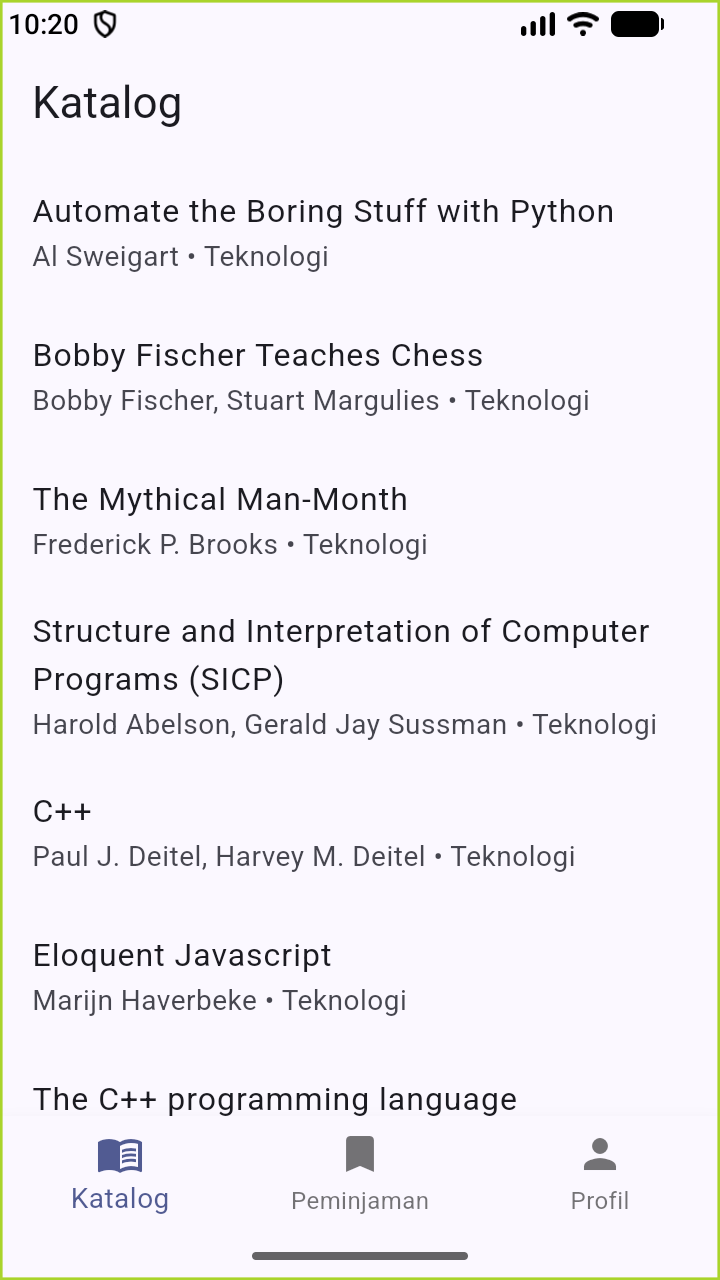 10:20
Katalog
Automate the Boring Stuff with Python
Al Sweigart • Teknologi
Bobby Fischer Teaches Chess
Bobby Fischer, Stuart Margulies • Teknologi
The Mythical Man-Month
Frederick P. Brooks • Teknologi
Structure and Interpretation of Computer
Programs (SICP)
Harold Abelson, Gerald Jay Sussman • Teknologi
C++
Paul J. Deitel, Harvey M. Deitel • Teknologi
Eloquent Javascript
Marijn Haverbeke • Teknologi
The C++ programming language
Katalog
Peminjaman
Profil